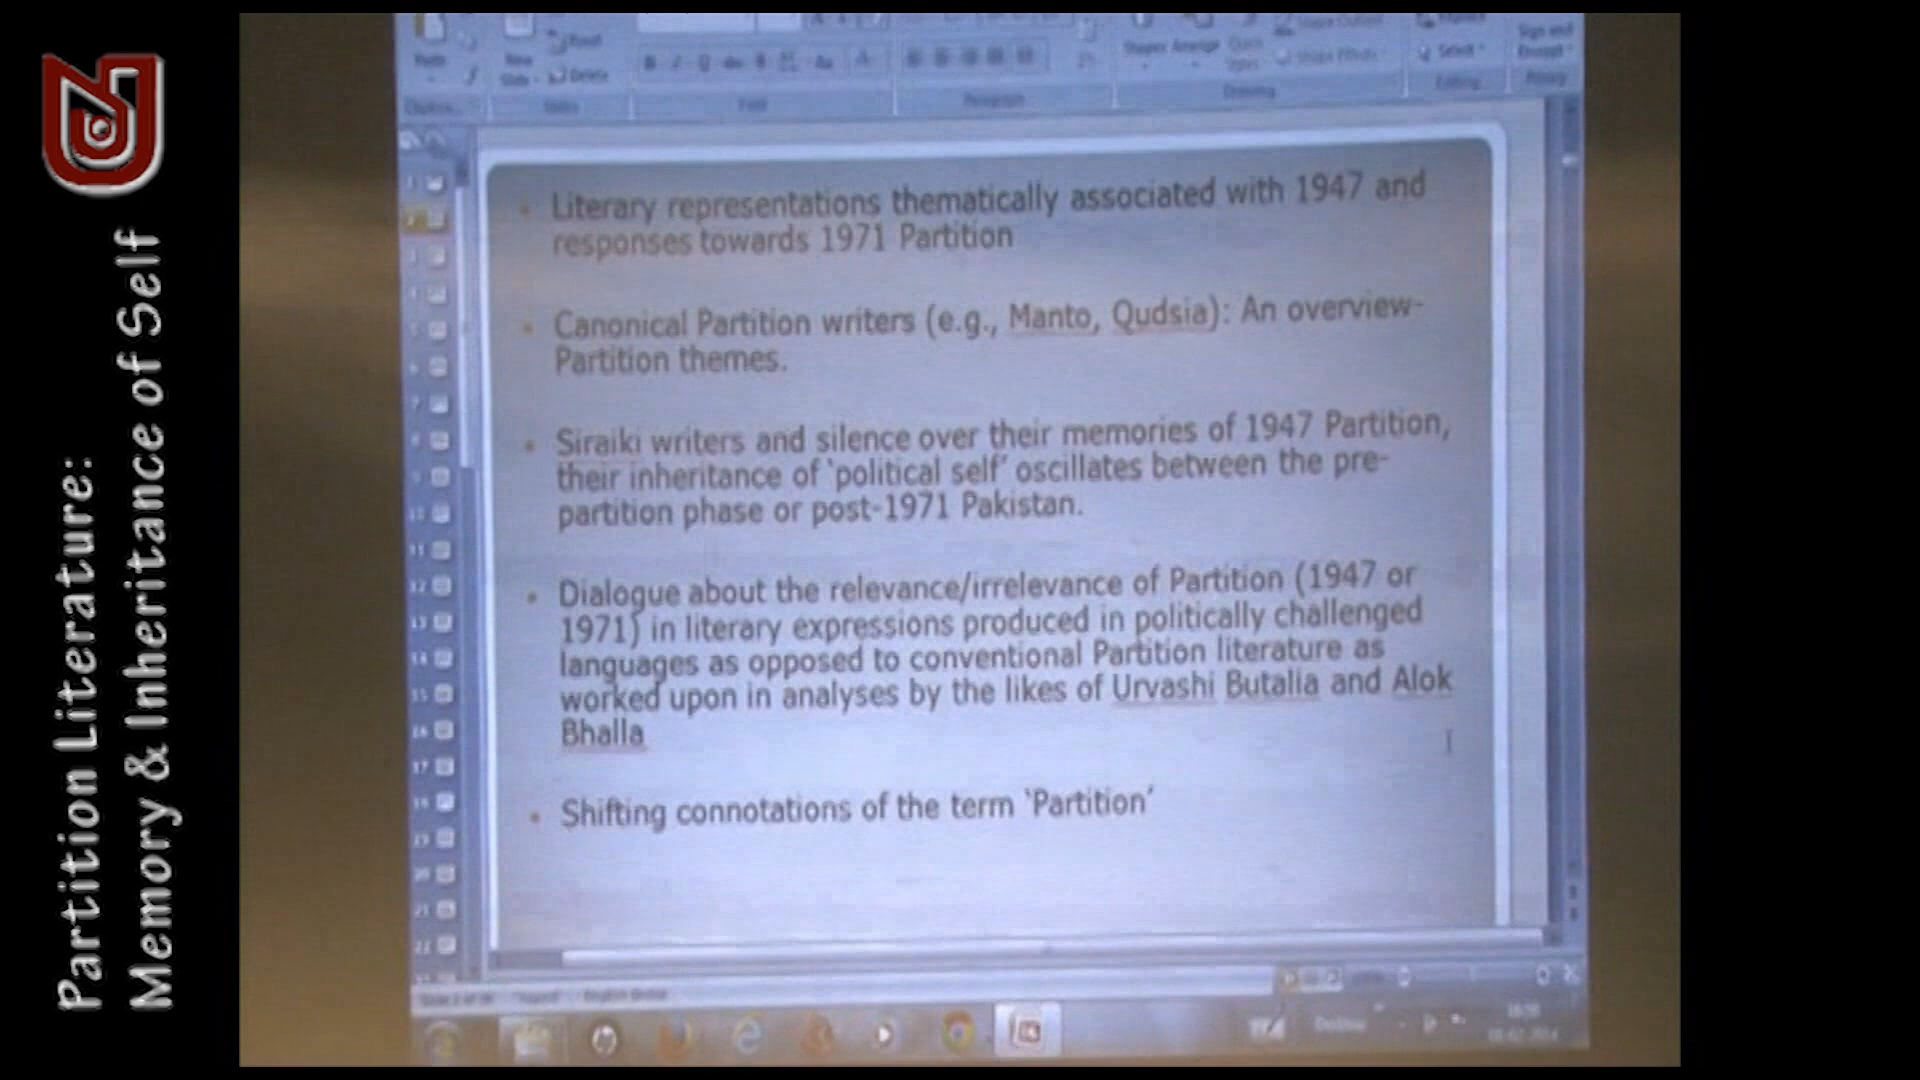 Partition Literature:
Memory & Inheritance of Self
Delete
Select
Literary representations thematically associated with 1947 and
responses towards 1971 Partition
Canonical Partition writers (e.g., Manto, Qudsia): An overview-
Partition themes.
Siraiki writers and silence over their memories of 1947 Partition,
their inheritance of 'political self' oscillates between the pre-
partition phase or post-1971 Pakistan.
Dialogue about the relevance/irrelevance of Partition (1947 or
1971) in literary expressions produced in politically challenged
languages as opposed to conventional Partition literature as
worked upon in analyses by the likes of Urvashi Butalia and Alok
Bhalla
Shifting connotations of the term 'Partition'